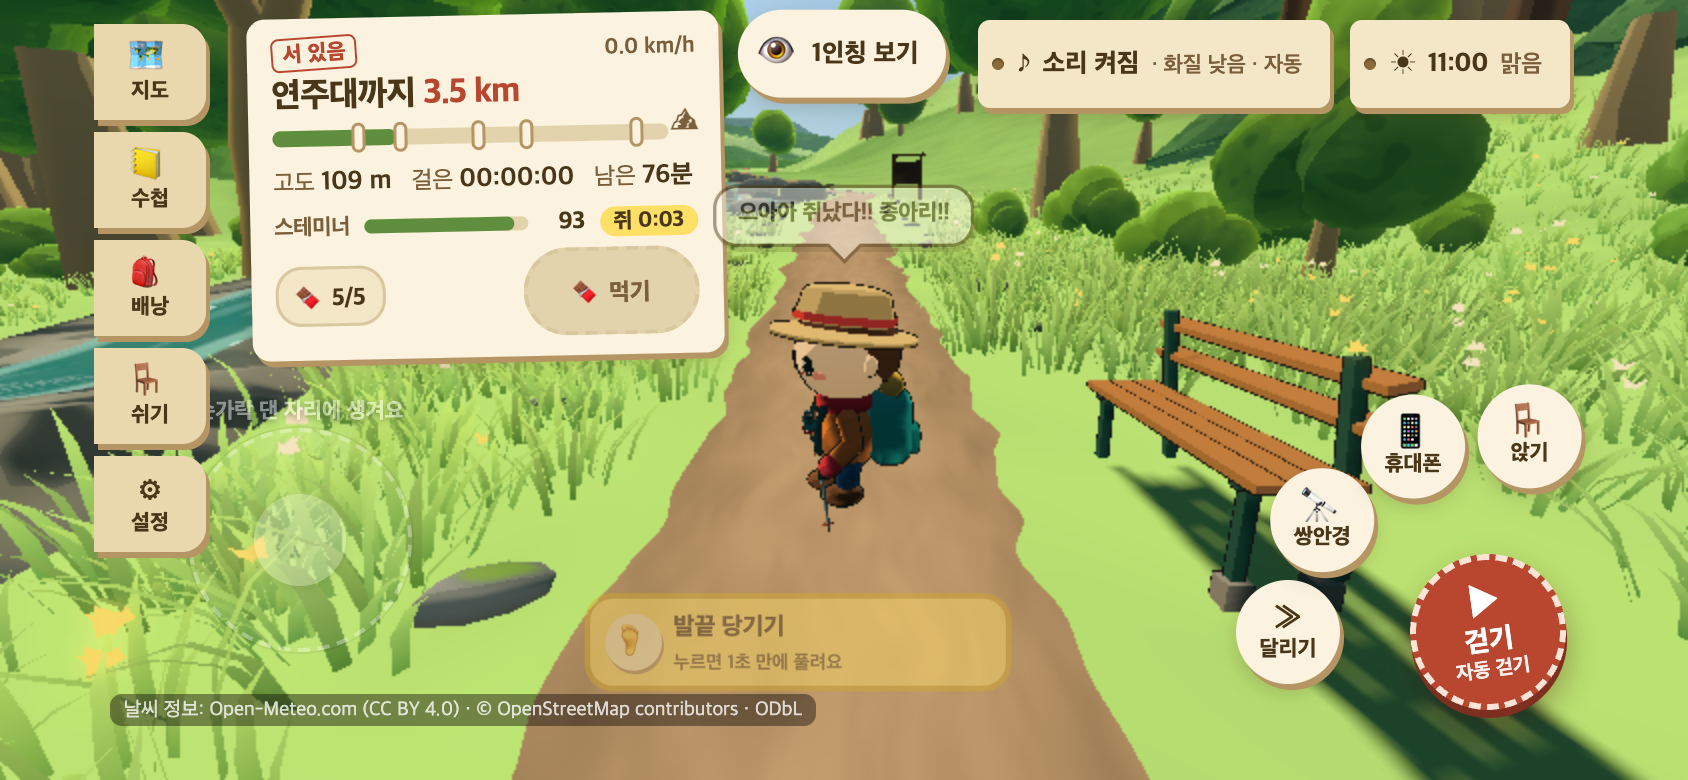 지도
수첩
배낭
쉬기
설정
서 있음
0.0 km/h
연주대까지 3.5 km
고도 109 m 걸은 00:00:00 남은 76분
스테미너 93 쥐 0:03
5/5
먹기
1인칭 보기
♪ 소리 켜짐 · 화질 낮음 · 자동
11:00 맑음
으아아 쥐났다!! 종아리!!
댄 자리에 생겨요
휴대폰
앉기
쌍안경
달리기
걷기
자동 걷기
발끝 당기기
누르면 1초 만에 풀려요
날씨 정보: Open-Meteo.com (CC BY 4.0) · © OpenStreetMap contributors · ODbL